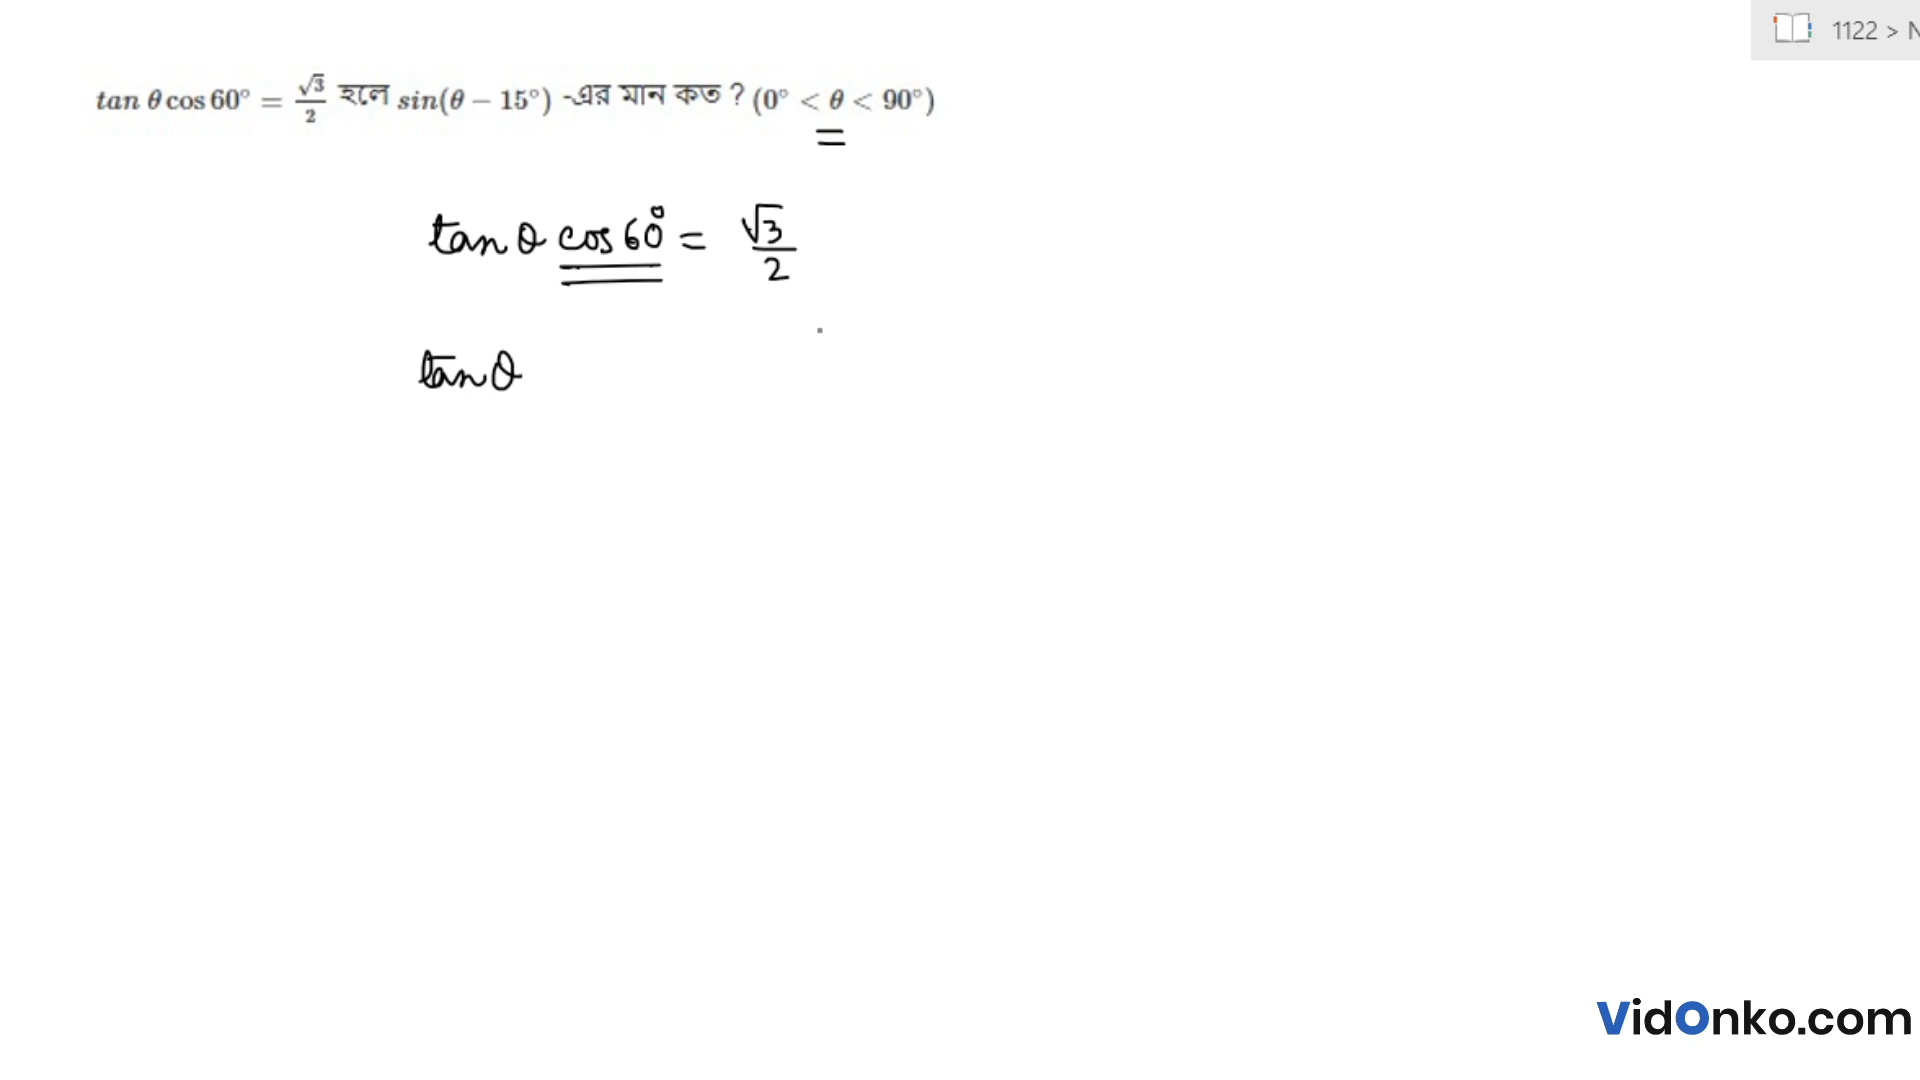 1122 > N
tan θ cos 60° = √3/2 হলে sin(θ − 15°) -এর মান কত ? (0° < θ < 90°)
=
tan θ cos 60° = √3/2
tan θ
VidOnko.com